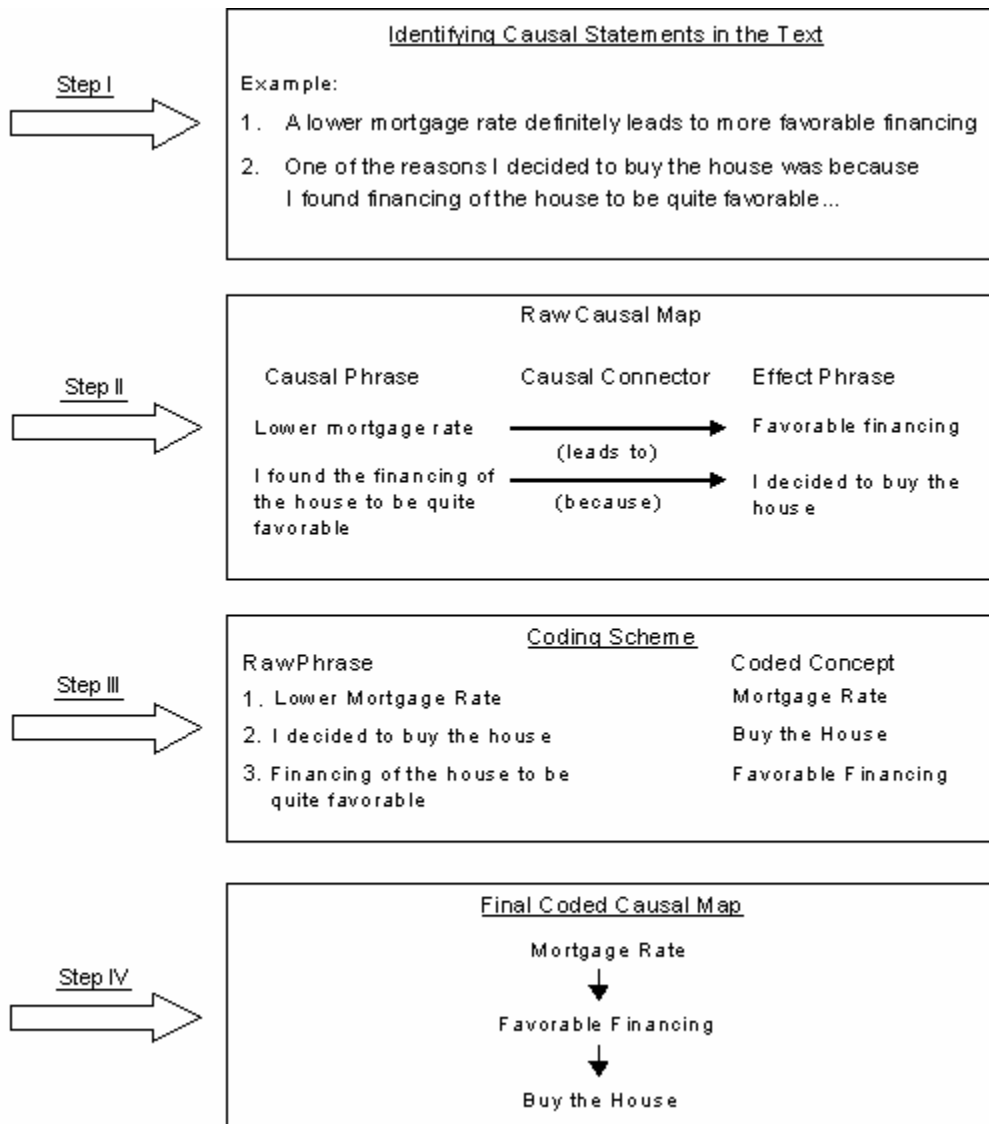 Identifying Causal Statements in the Text
Step I
Example:
1. A lower mortgage rate definitely leads to more favorable financing
2. One of the reasons I decided to buy the house was because
I found financing of the house to be quite favorable...
Raw Causal Map
Step II
Causal Phrase Causal Connector Effect Phrase
Lower mortgage rate (leads to) Favorable financing
I found the financing of
the house to be quite
favorable
(because)
I decided to buy the
house
Coding Scheme
Step III
Raw Phrase Coded Concept
1. Lower Mortgage Rate Mortgage Rate
2. I decided to buy the house Buy the House
3. Financing of the house to be
quite favorable
Favorable Financing
Final Coded Causal Map
Step IV
Mortgage Rate
Favorable Financing
Buy the House